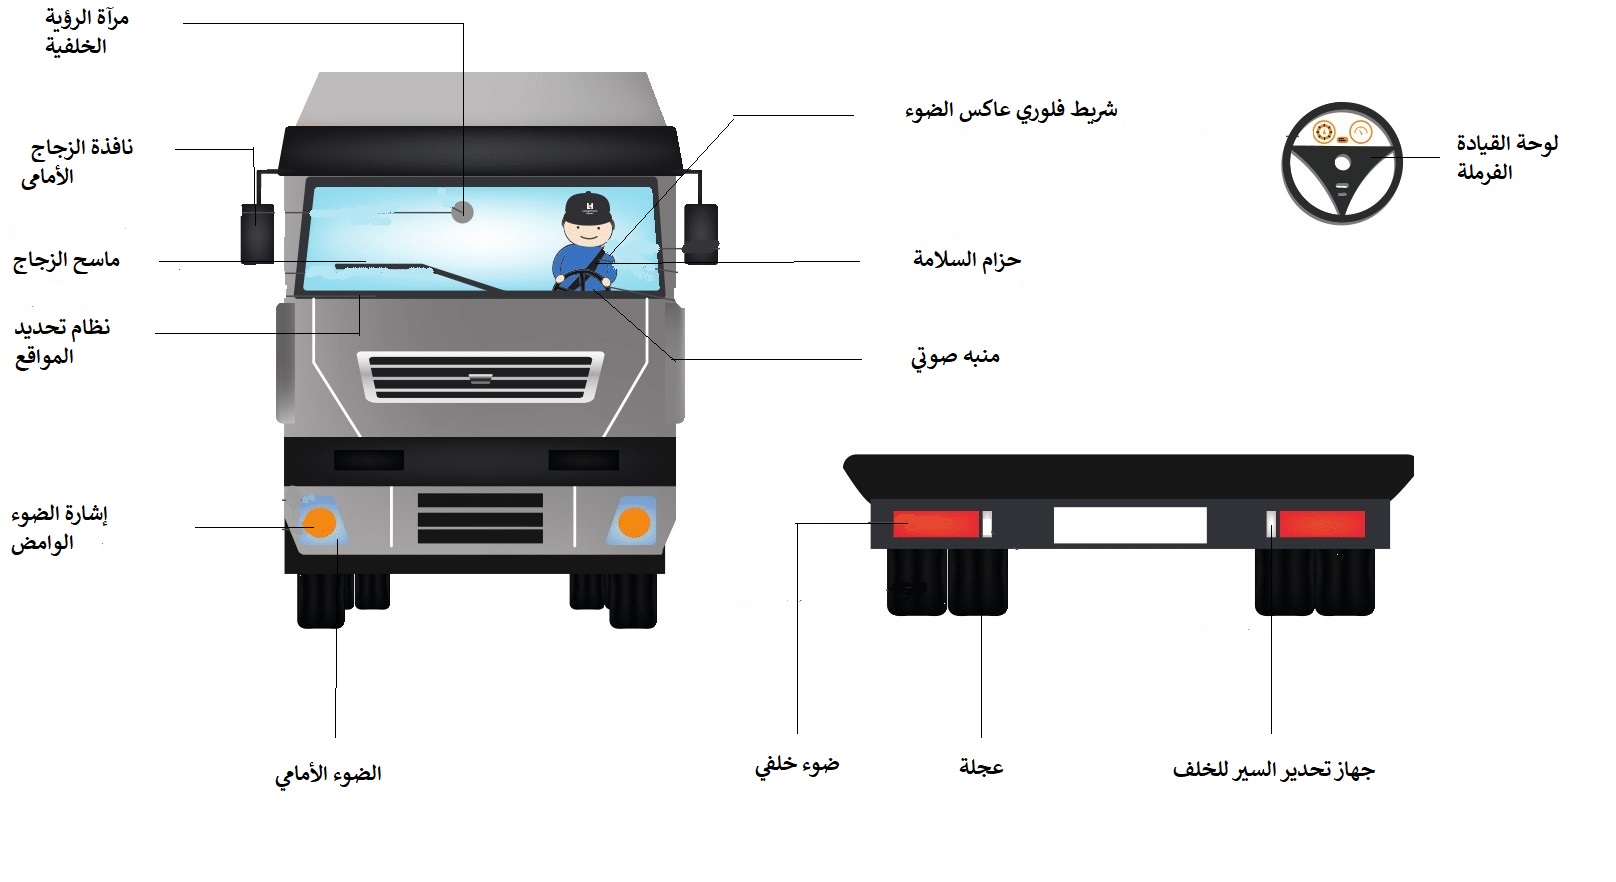 مرآة الرؤية
الخلفية
نافذة الزجاج
الأمامى
ماسح الزجاج
نظام تحديد
المواقع
إشارة الضوء
الوامض
الضوء الأمامي
شريط فلوري عاكس الضوء
حزام السلامة
منبه صوتي
لوحة القيادة
الفرملة
ضوء خلفي
عجلة
جهاز تحدير السير للخلف